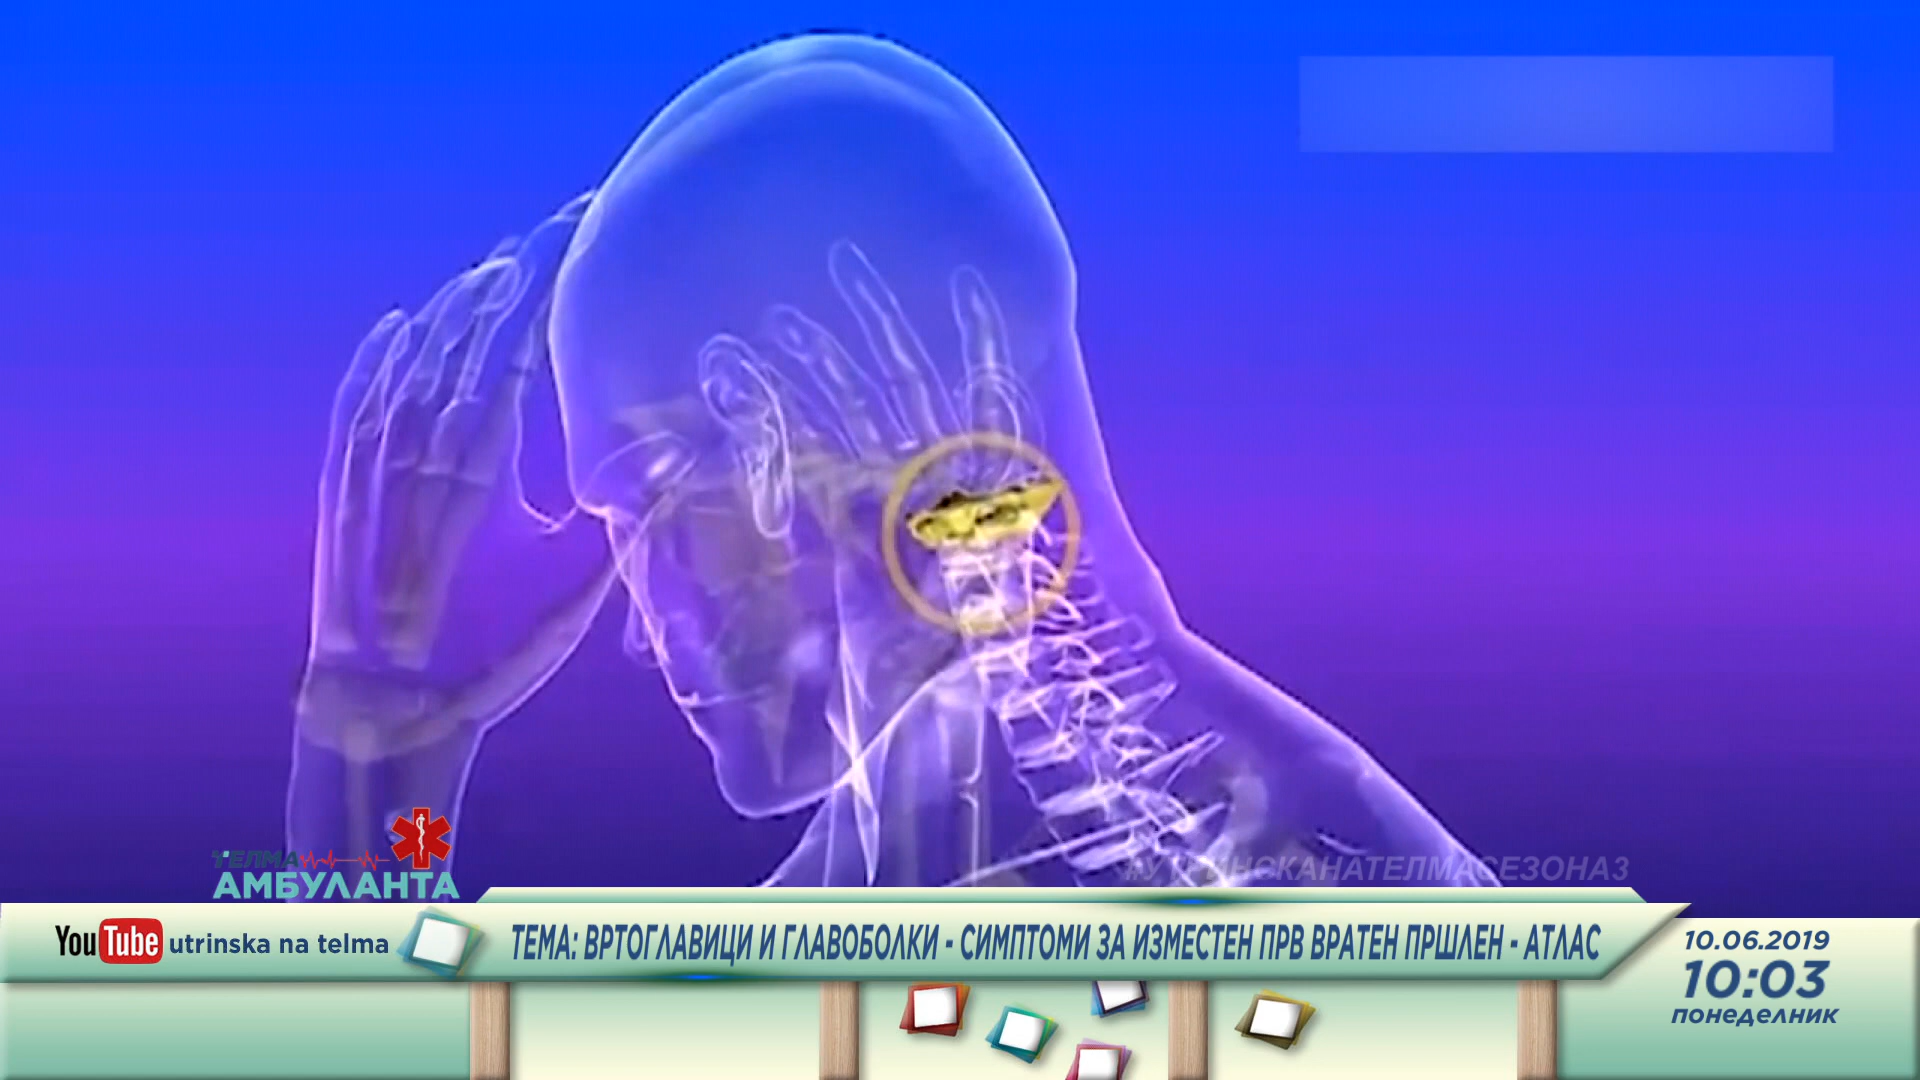 #УТРИНСКАНАТЕЛМАСЕЗОНА3
ТЕЛМА
АМБУЛАНТА
YouTube utrinska na telma
ТЕМА: ВРТОГЛАВИЦИ И ГЛАВОБОЛКИ - СИМПТОМИ ЗА ИЗМЕСТЕН ПРВ ВРАТЕН ПРШЛЕН - АТЛАС
10.06.2019
10:03
понеделник